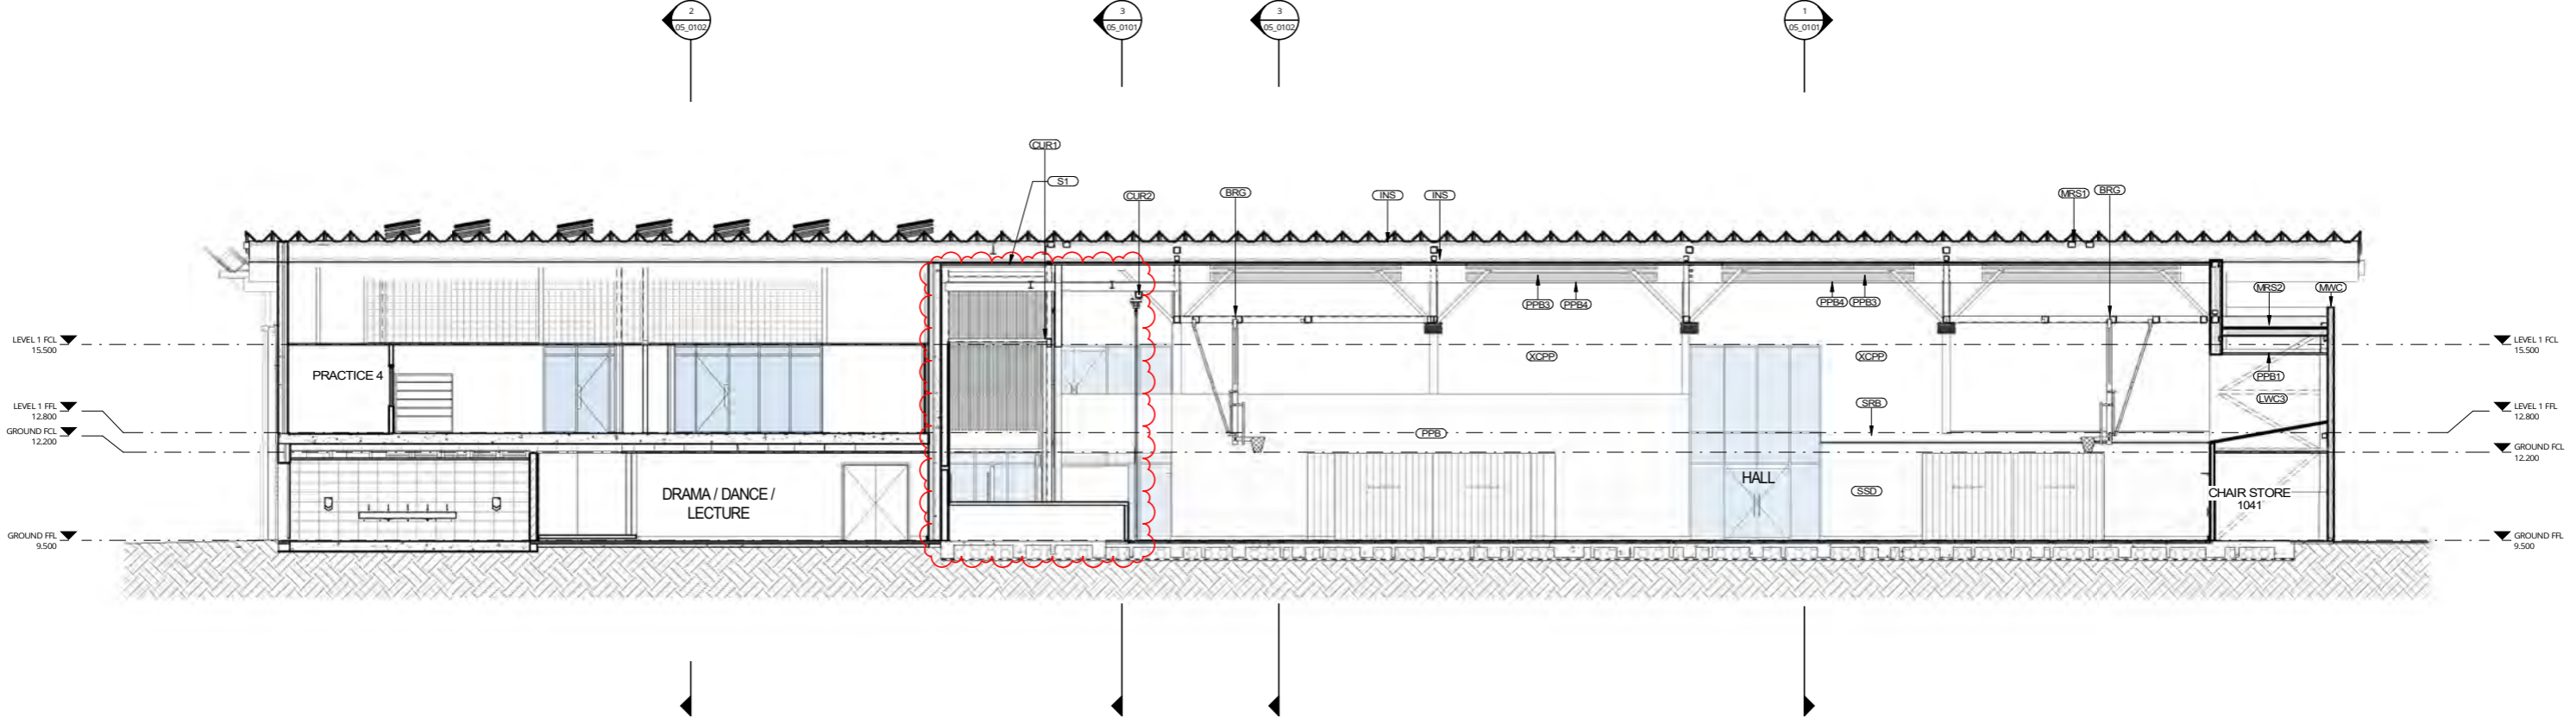 2
05_0102
3
05_0101
3
05_0102
1
05_0101
CUR1
S1
CUR2
BRG
INS
INS
MRS1
BRG
PPB3
PPB4
PPB4
PPB3
MRS2
MWC
LEVEL 1 FCL
15.500
LEVEL 1 FCL
15.500
PRACTICE 4
XCPP
XCPP
PPB1
LWC3
LEVEL 1 FFL
12.800
LEVEL 1 FFL
12.800
SRB
PPB
GROUND FCL
12.200
GROUND FCL
12.200
DRAMA / DANCE /
LECTURE
HALL
SSD
CHAIR STORE
1041
GROUND FFL
9.500
GROUND FFL
9.500